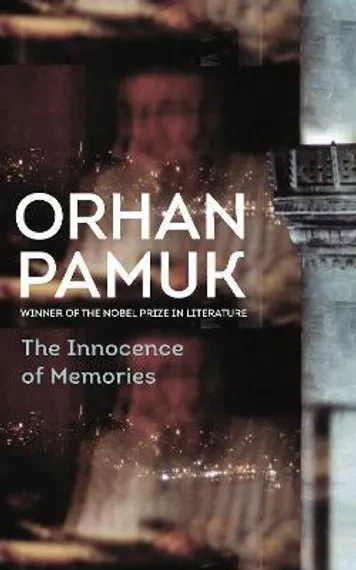 ORHAN
PAMUK
WINNER OF THE NOBEL PRIZE IN LITERATURE
The Innocence
of Memories